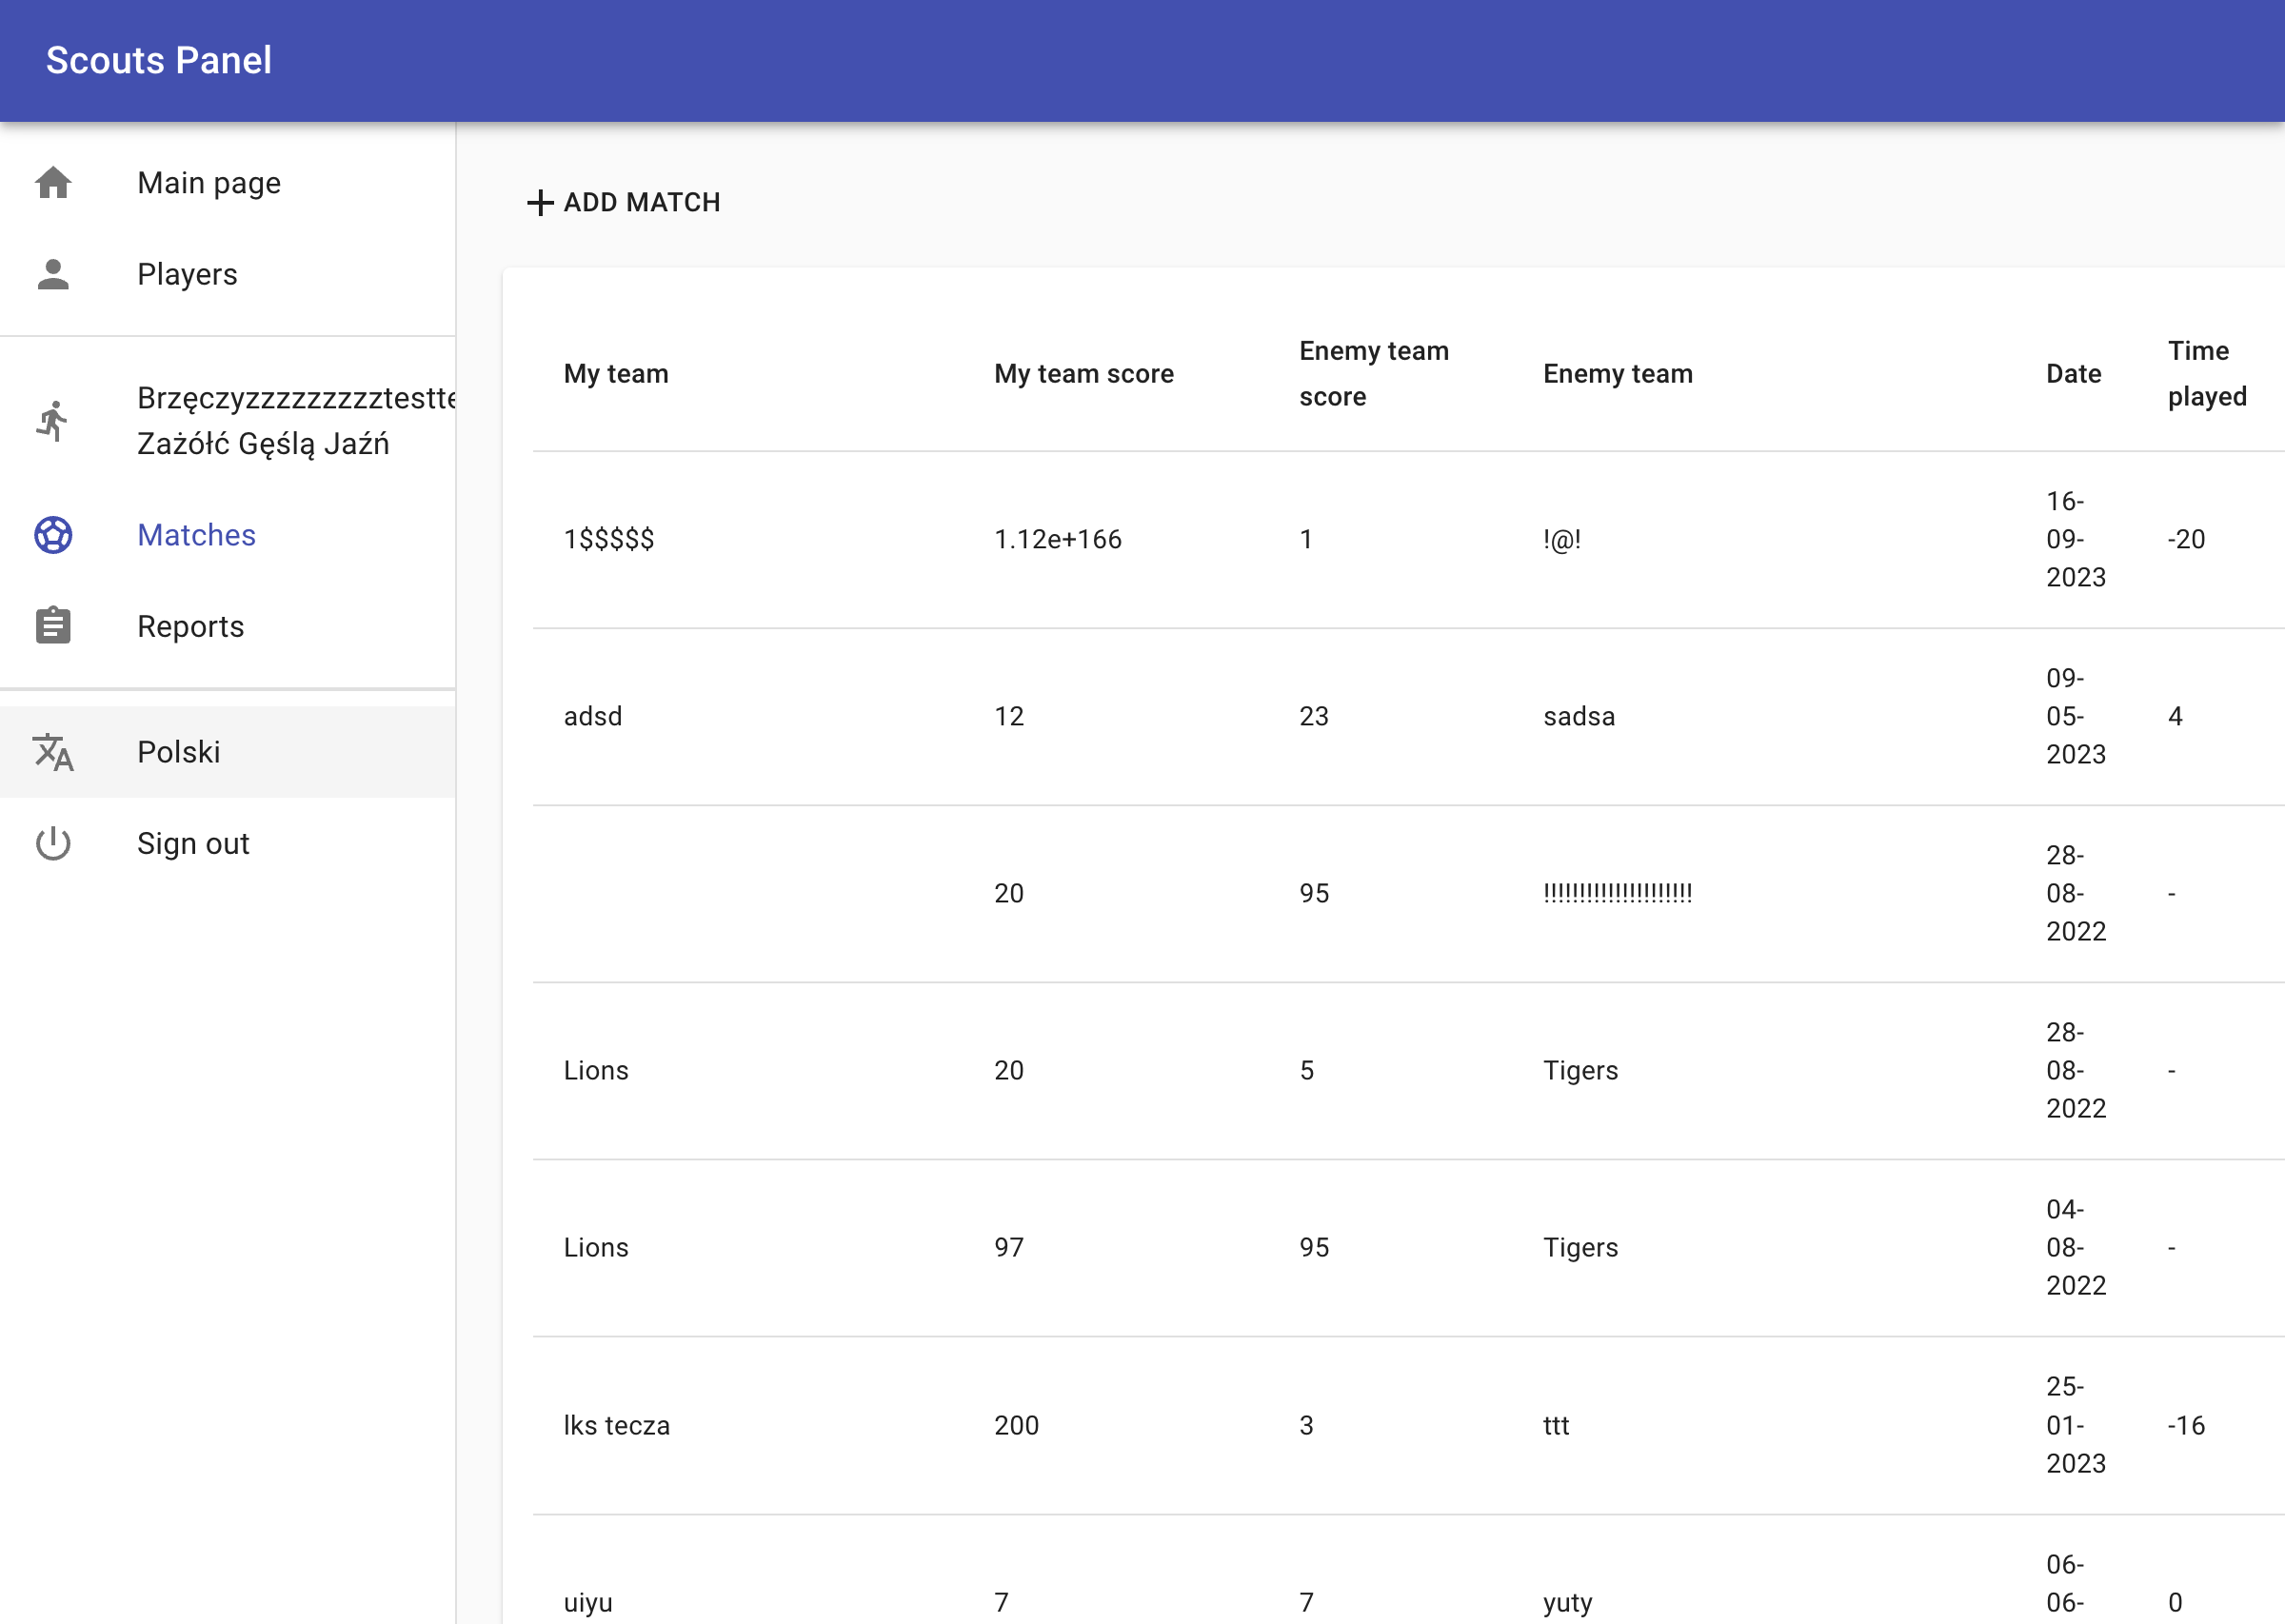 Scouts Panel
Main page
Players
Brzęczyzzzzzzzzztestte
Zażółć Gęślą Jaźń
Matches
Reports
Polski
Sign out
ADD MATCH
My team
My team score
Enemy team
score
Enemy team
Date
Time
played
1$$$$$
1.12e+166
1
!@!
16-
09-
2023
-20
adsd
12
23
sadsa
09-
05-
2023
4
20
95
!!!!!!!!!!!!!!!!!!!!!
28-
08-
2022
-
Lions
20
5
Tigers
28-
08-
2022
-
Lions
97
95
Tigers
04-
08-
2022
-
lks tecza
200
3
ttt
25-
01-
2023
-16
uiyu
7
7
yuty
06-
06-
0